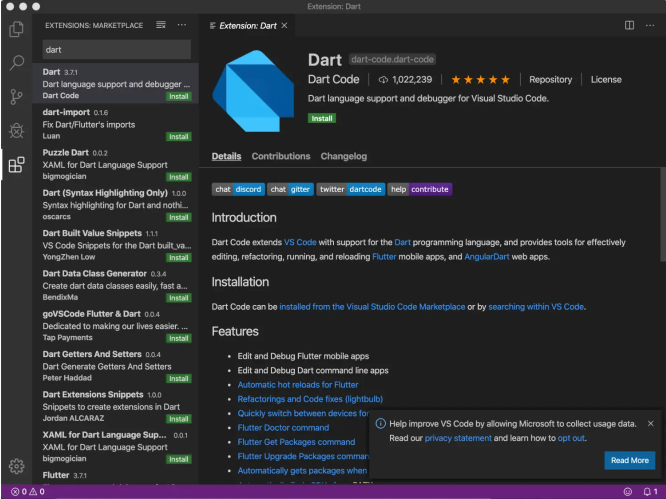 Extension: Dart
EXTENSIONS: MARKETPLACE
dart
Dart 3.7.1
Dart language support and debugger ...
Dart Code Install
dart-import 0.1.6
Fix Dart/Flutter's imports
Luan Install
Puzzle Dart 0.0.2
XAML for Dart Language Support
bigmogician Install
Dart (Syntax Highlighting Only) 1.0.0
Syntax highlighting for Dart and nothi...
oscarcs Install
Dart Built Value Snippets 1.1.1
VS Code Snippets for the Dart built_va...
YongZhen Low Install
Dart Data Class Generator 0.3.4
Create dart data classes easily, fast a...
BendixMa Install
goVSCode Flutter & Dart 0.0.4
Dedicated to making our lives easier. ...
Tap Payments Install
Dart Getters And Setters 0.0.4
Dart Generate Getters And Setters
Peter Haddad Install
Dart Extensions Snippets 1.0.0
Snippets to create extensions in Dart
Jordan ALCARAZ Install
XAML for Dart Language Sup... 0.0.1
XAML for Dart Language Support
bigmogician Install
Flutter 3.7.1
Extension: Dart
Dart dart-code.dart-code
Dart Code 1,022,239 Repository License
Dart language support and debugger for Visual Studio Code.
Install
Details Contributions Changelog
chat discord chat gitter twitter dartcode help contribute
Introduction
Dart Code extends VS Code with support for the Dart programming language, and provides tools for effectively
editing, refactoring, running, and reloading Flutter mobile apps, and AngularDart web apps.
Installation
Dart Code can be installed from the Visual Studio Code Marketplace or by searching within VS Code.
Features
Edit and Debug Flutter mobile apps
Edit and Debug Dart command line apps
Automatic hot reloads for Flutter
Refactorings and Code fixes (lightbulb)
Quickly switch between devices for
Flutter Doctor command
Flutter Get Packages command
Flutter Upgrade Packages comman
Automatically gets packages when
Help improve VS Code by allowing Microsoft to collect usage data.
Read our privacy statement and learn how to opt out.
Read More
0 0
1